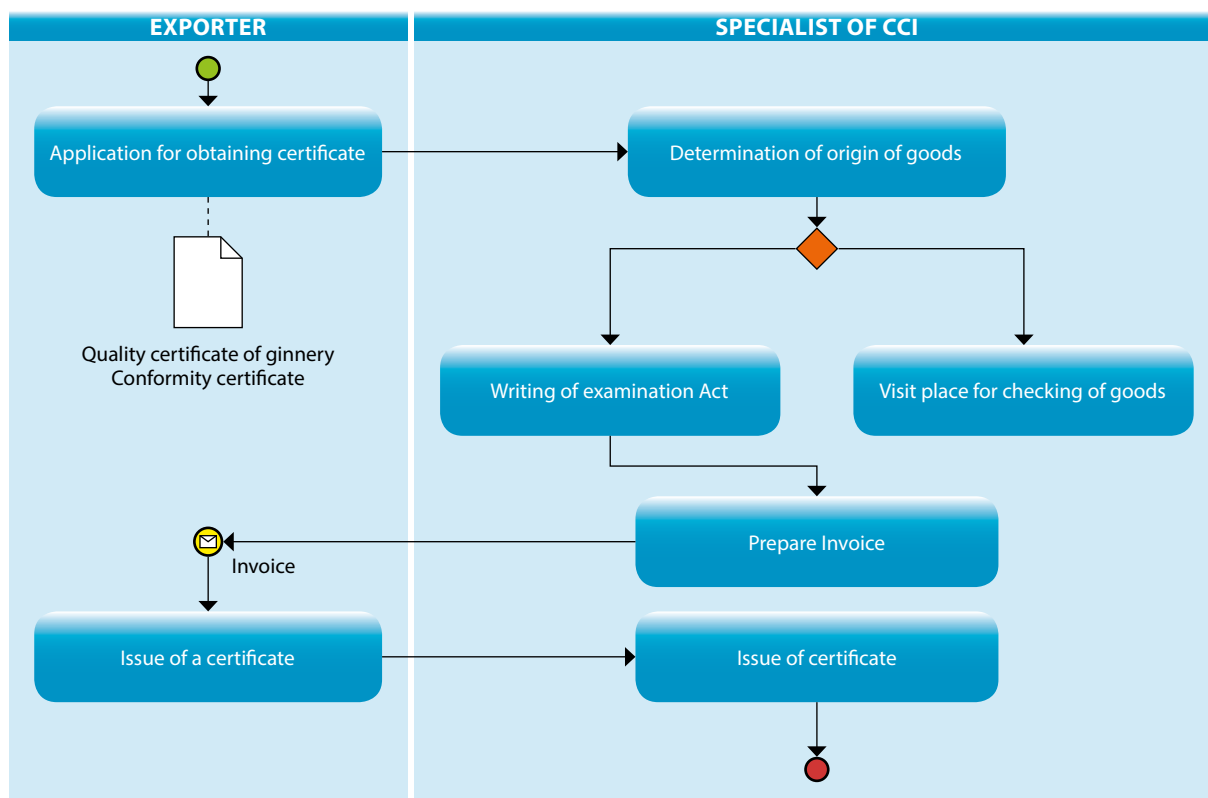 EXPORTER
SPECIALIST OF CCI
Application for obtaining certificate
Determination of origin of goods
Quality certificate of ginnery
Conformity certificate
Writing of examination Act
Visit place for checking of goods
Prepare Invoice
Invoice
Issue of a certificate
Issue of certificate